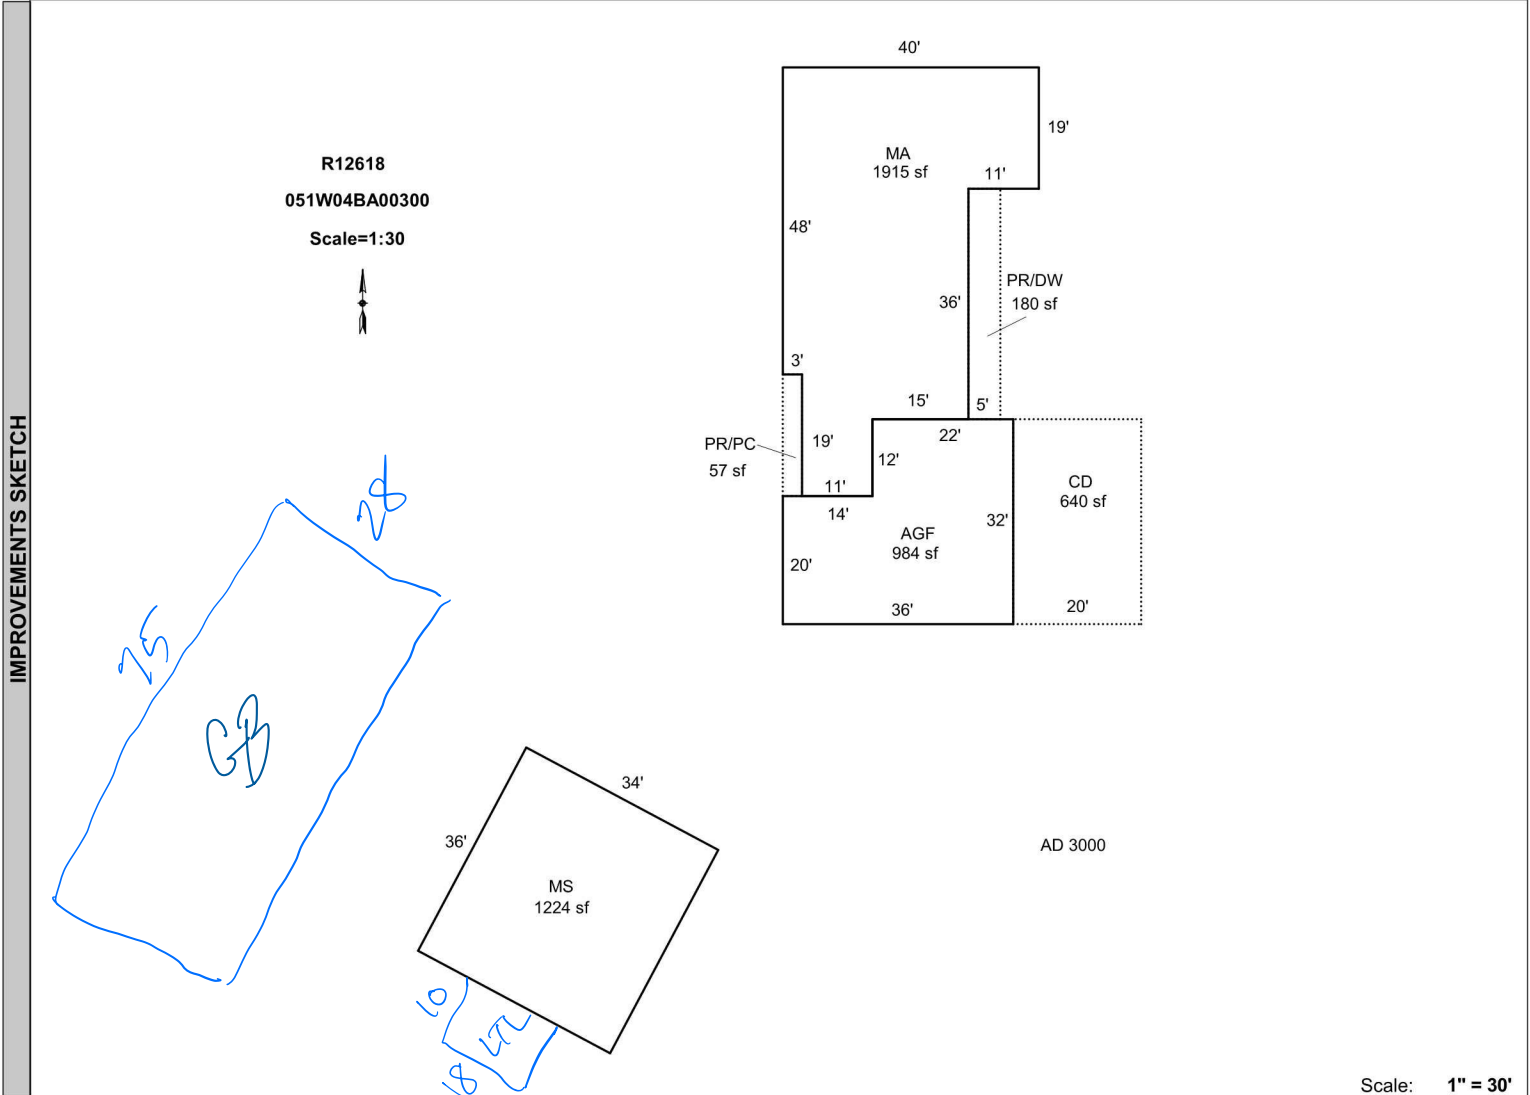 IMPROVEMENTS SKETCH
R12618
051W04BA00300
Scale=1:30
40'
19'
MA
1915 sf
11'
48'
PR/DW
180 sf
36'
3'
15'
5'
22'
PR/PC
57 sf
19'
12'
11'
14'
CD
640 sf
32'
AGF
984 sf
20'
36'
20'
28
75
GB
34'
36'
MS
1224 sf
AD 3000
10
LTL
18
Scale: 1" = 30'